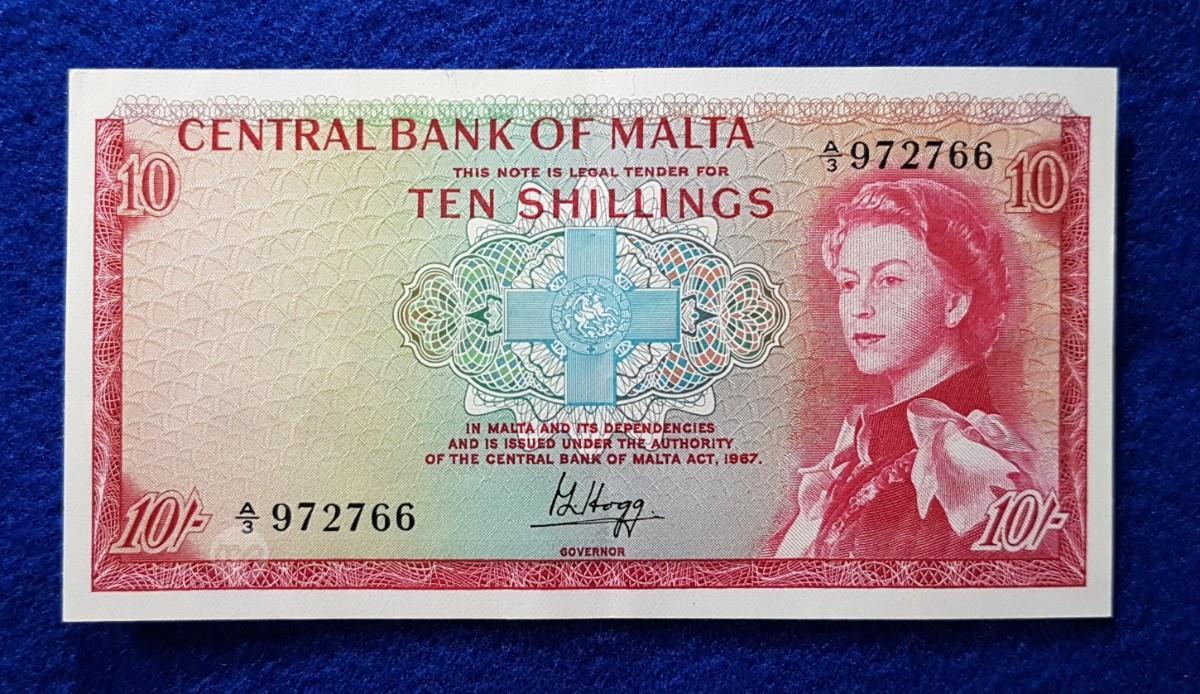 CENTRAL BANK OF MALTA
A/3 972766
10
10
THIS NOTE IS LEGAL TENDER FOR
TEN SHILLINGS
IN MALTA AND ITS DEPENDENCIES
AND IS ISSUED UNDER THE AUTHORITY
OF THE CENTRAL BANK OF MALTA ACT, 1967.
10/-
A/3 972766
Hogg.
10/-
GOVERNOR